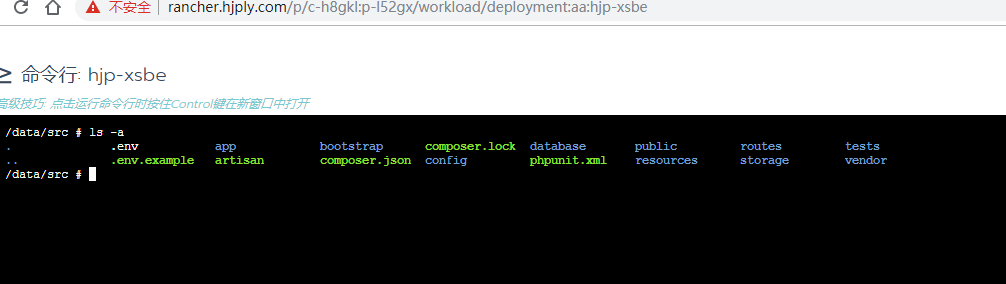 不安全 rancher.hjply.com/p/c-h8gkl:p-l52gx/workload/deployment:aa:hjp-xsbe
≥ 命令行: hjp-xsbe
高级技巧: 点击运行命令行时按住Control键在新窗口中打开
/data/src # ls -a
. .env app bootstrap composer.lock database public routes tests
.. .env.example artisan composer.json config phpunit.xml resources storage vendor
/data/src #